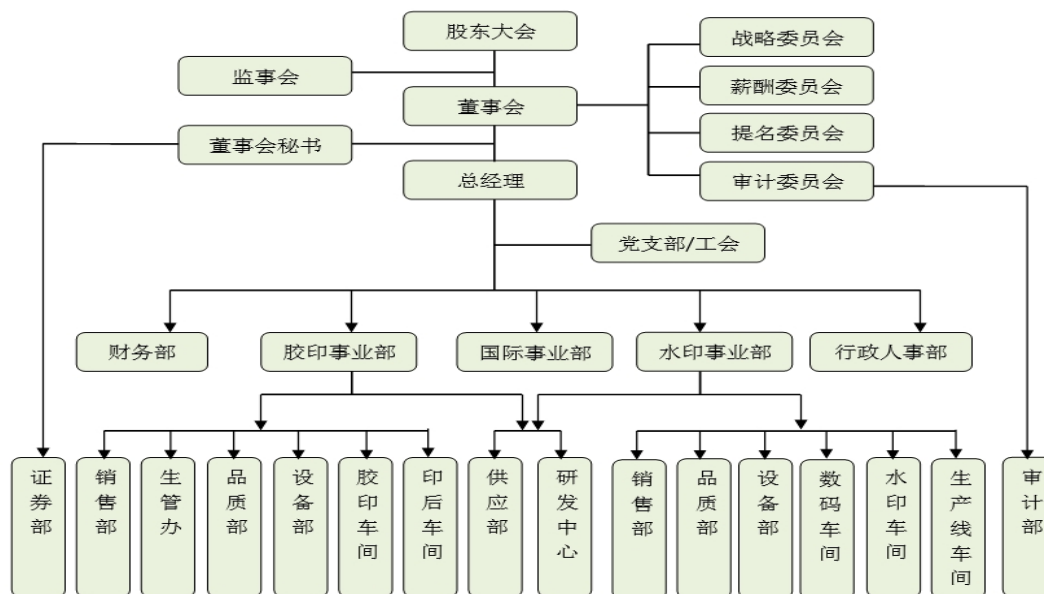 股东大会
战略委员会
监事会
薪酬委员会
董事会
提名委员会
董事会秘书
总经理
审计委员会
党支部/工会
财务部
胶印事业部
国际事业部
水印事业部
行政人事部
证券部
销售部
生管办
品质部
设备部
胶印车间
印后车间
供应部
研发中心
销售部
品质部
设备部
数码车间
水印车间
生产线车间
审计部